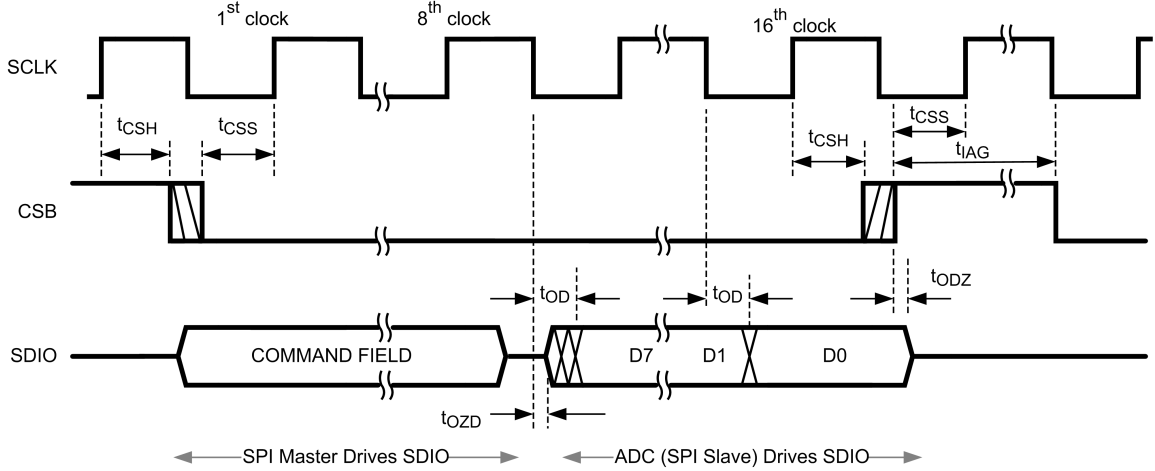 1st clock
8th clock
16th clock
SCLK
tCSH
tCSS
tCSH
tCSS
tIAG
CSB
tOD
tOD
tODZ
SDIO
COMMAND FIELD
D7
D1
D0
tOZD
SPI Master Drives SDIO
ADC (SPI Slave) Drives SDIO